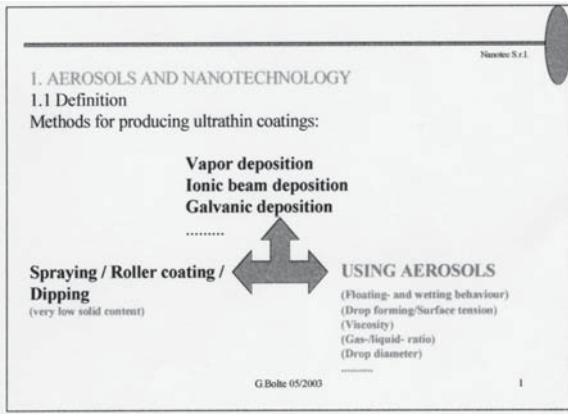 Nanotec S.r.l.
1. AEROSOLS AND NANOTECHNOLOGY
1.1 Definition
Methods for producing ultrathin coatings:
Vapor deposition
Ionic beam deposition
Galvanic deposition
.........
Spraying / Roller coating /
Dipping
(very low solid content)
USING AEROSOLS
(Floating- and wetting behaviour)
(Drop forming/Surface tension)
(Viscosity)
(Gas-/liquid- ratio)
(Drop diameter)
.........
G.Bolte 05/2003
1